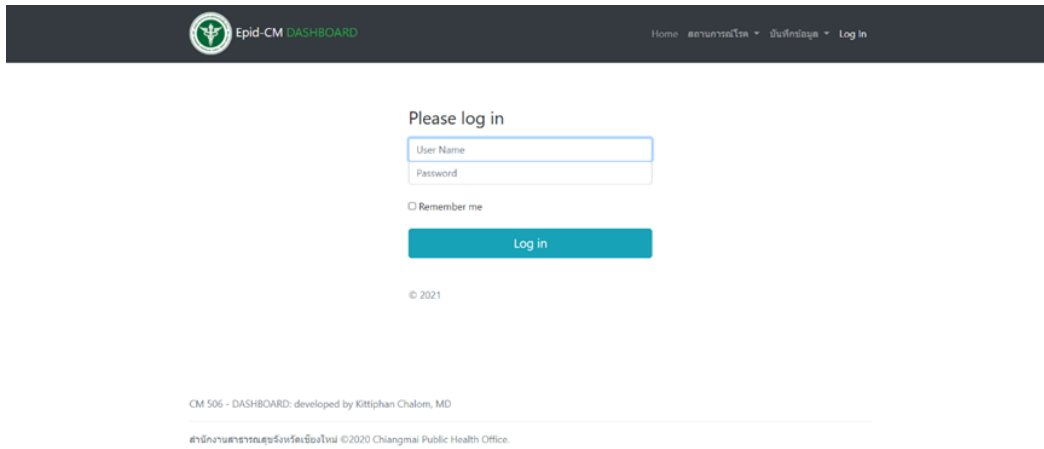 Epid-CM DASHBOARD
Home สถานการณ์โรค บันทึกข้อมูล Log In
Please log in
User Name
Password
Remember me
Log in
© 2021
CM 506 - DASHBOARD: developed by Kittiphan Chalom, MD
สำนักงานสาธารณสุขจังหวัดเชียงใหม่ ©2020 Chiangmai Public Health Office.